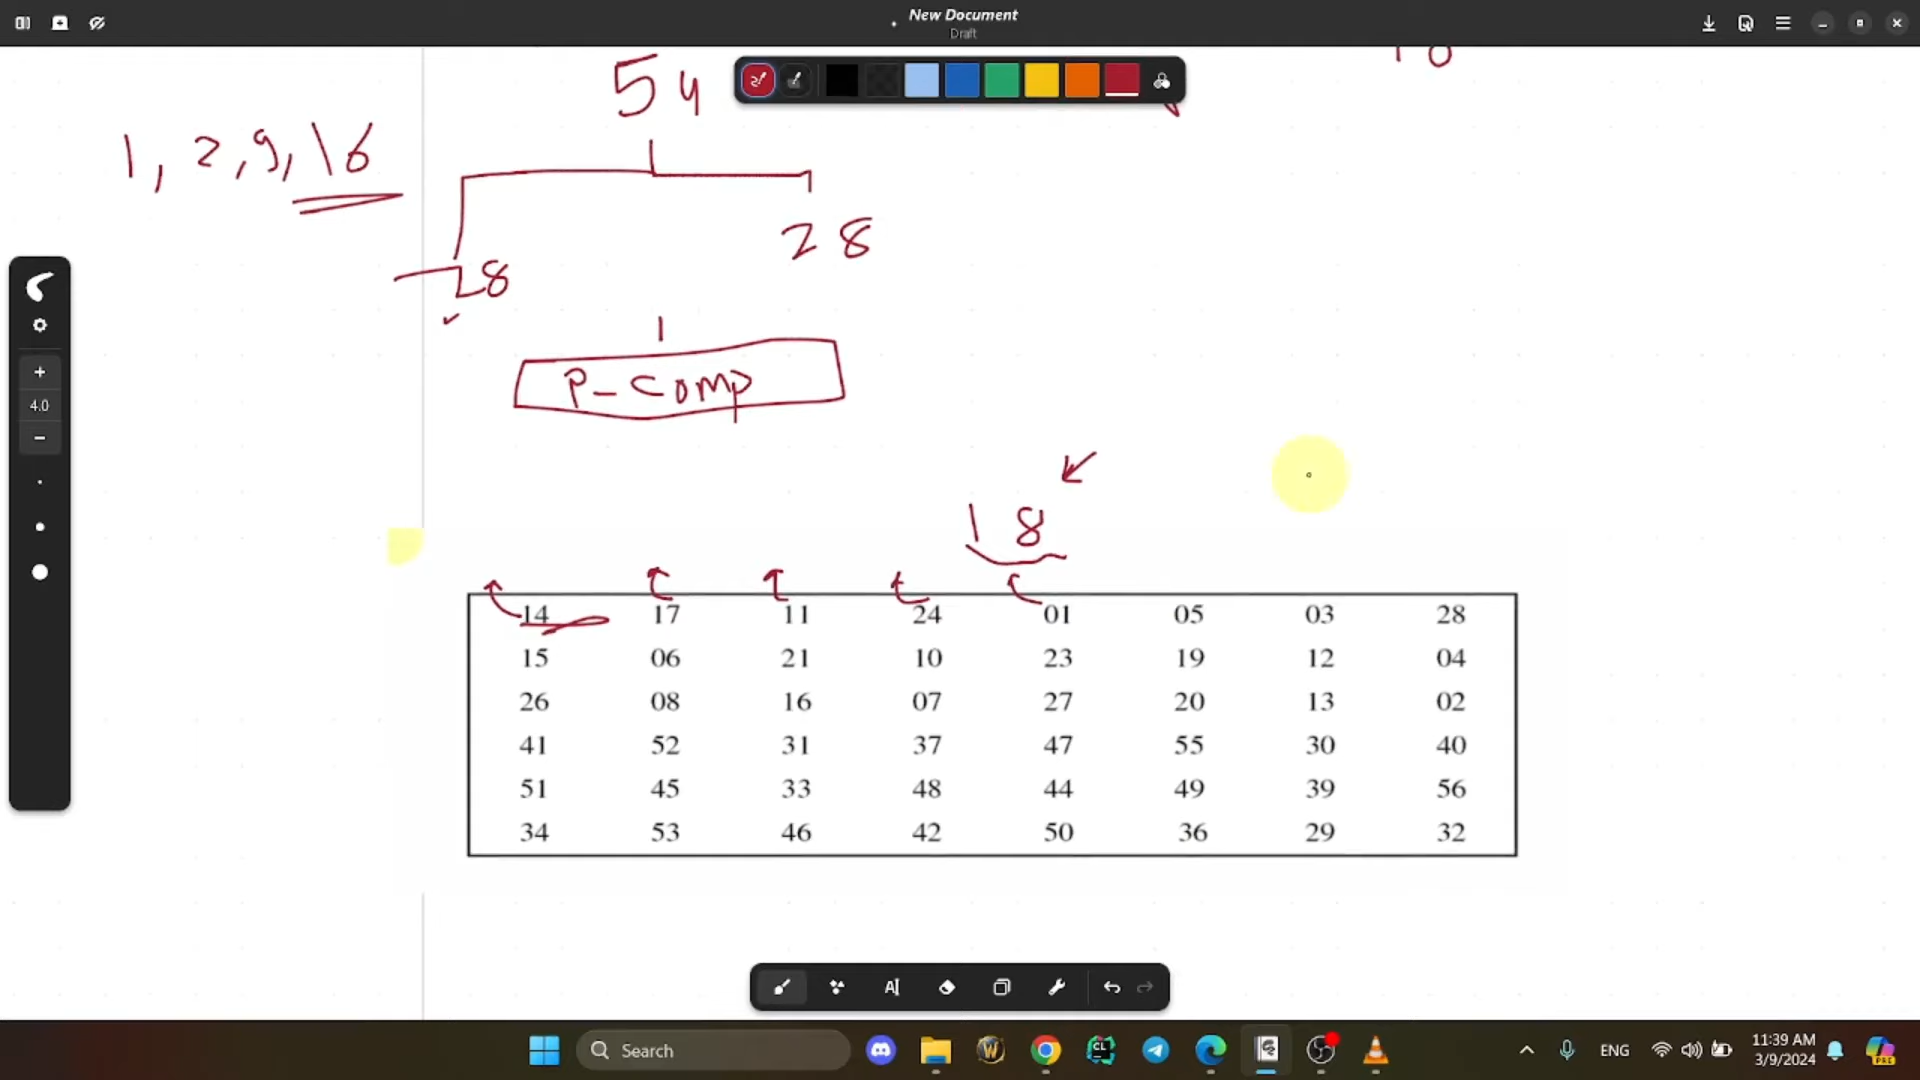 New Document
Draft
54
1, 2, 9, 16
28
28
P-comp
4.0
18
14 17 11 24 01 05 03 28
15 06 21 10 23 19 12 04
26 08 16 07 27 20 13 02
41 52 31 37 47 55 30 40
51 45 33 48 44 49 39 56
34 53 46 42 50 36 29 32
Search
ENG
11:39 AM
3/9/2024